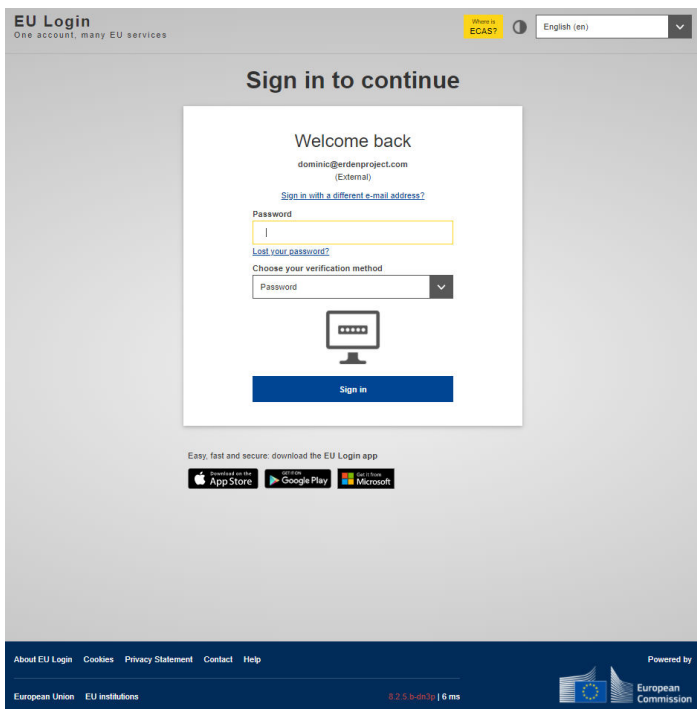 EU Login
One account, many EU services
Where is
ECAS?
English (en)
Sign in to continue
Welcome back
dominic@erdenproject.com
(External)
Sign in with a different e-mail address?
Password
Lost your password?
Choose your verification method
Password
Sign in
Easy, fast and secure: download the EU Login app
Download on the
App Store
GET IT ON
Google Play
Get it from
Microsoft
About EU Login Cookies Privacy Statement Contact Help
Powered by
European Union EU institutions
8.2.5 b-dn3p | 6 ms
European
Commission